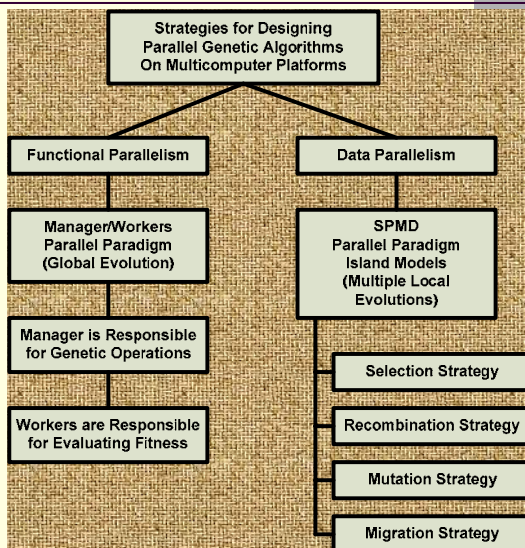 Strategies for Designing
Parallel Genetic Algorithms
On Multicomputer Platforms
Functional Parallelism
Data Parallelism
Manager/Workers
Parallel Paradigm
(Global Evolution)
SPMD
Parallel Paradigm
Island Models
(Multiple Local
Evolutions)
Manager is Responsible
for Genetic Operations
Workers are Responsible
for Evaluating Fitness
Selection Strategy
Recombination Strategy
Mutation Strategy
Migration Strategy